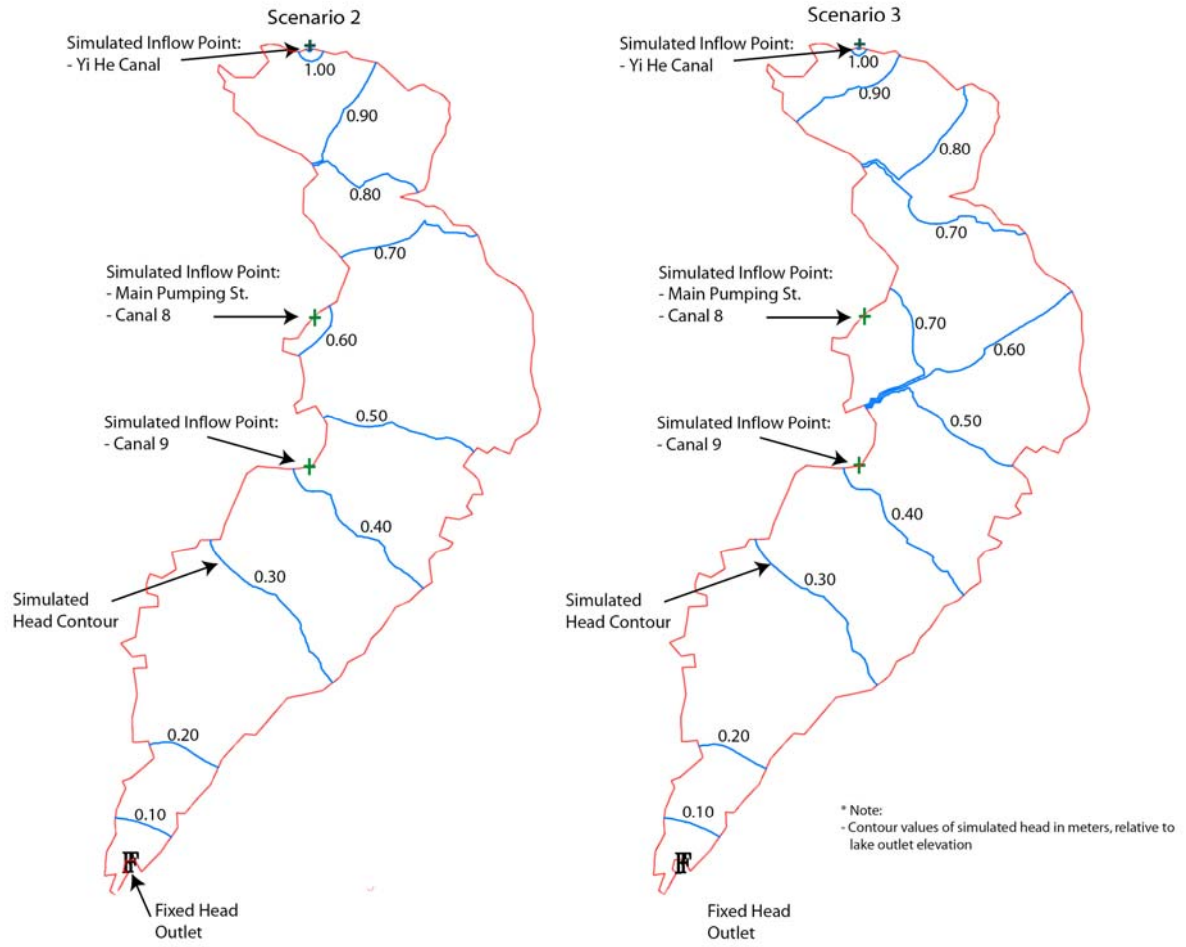 Scenario 2
Simulated Inflow Point:
- Yi He Canal
1.00
0.90
0.80
0.70
Simulated Inflow Point:
- Main Pumping St.
- Canal 8
0.60
Simulated Inflow Point:
- Canal 9
0.50
0.40
0.30
Simulated
Head Contour
0.20
0.10
F
Fixed Head
Outlet
Scenario 3
Simulated Inflow Point:
- Yi He Canal
1.00
0.90
0.80
0.70
Simulated Inflow Point:
- Main Pumping St.
- Canal 8
0.70
0.60
Simulated Inflow Point:
- Canal 9
0.50
0.40
0.30
Simulated
Head Contour
0.20
0.10
F
Fixed Head
Outlet
* Note:
- Contour values of simulated head in meters, relative to
lake outlet elevation